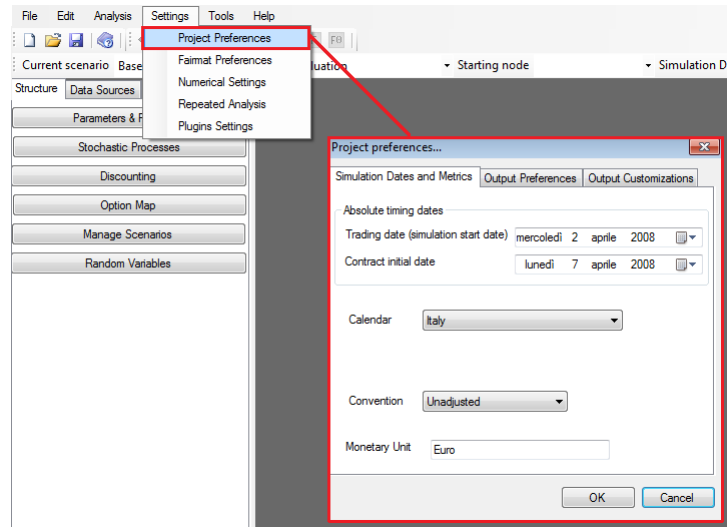 File Edit Analysis Settings Tools Help
Project Preferences
Fairmat Preferences
Numerical Settings
Repeated Analysis
Plugins Settings
Current scenario Base
Starting node
Simulation D
Structure Data Sources
Parameters &
Stochastic Processes
Discounting
Option Map
Manage Scenarios
Random Variables
Project preferences...
Simulation Dates and Metrics Output Preferences Output Customizations
Absolute timing dates
Trading date (simulation start date) mercoledì 2 aprile 2008
Contract initial date lunedì 7 aprile 2008
Calendar Italy
Convention Unadjusted
Monetary Unit Euro
OK Cancel